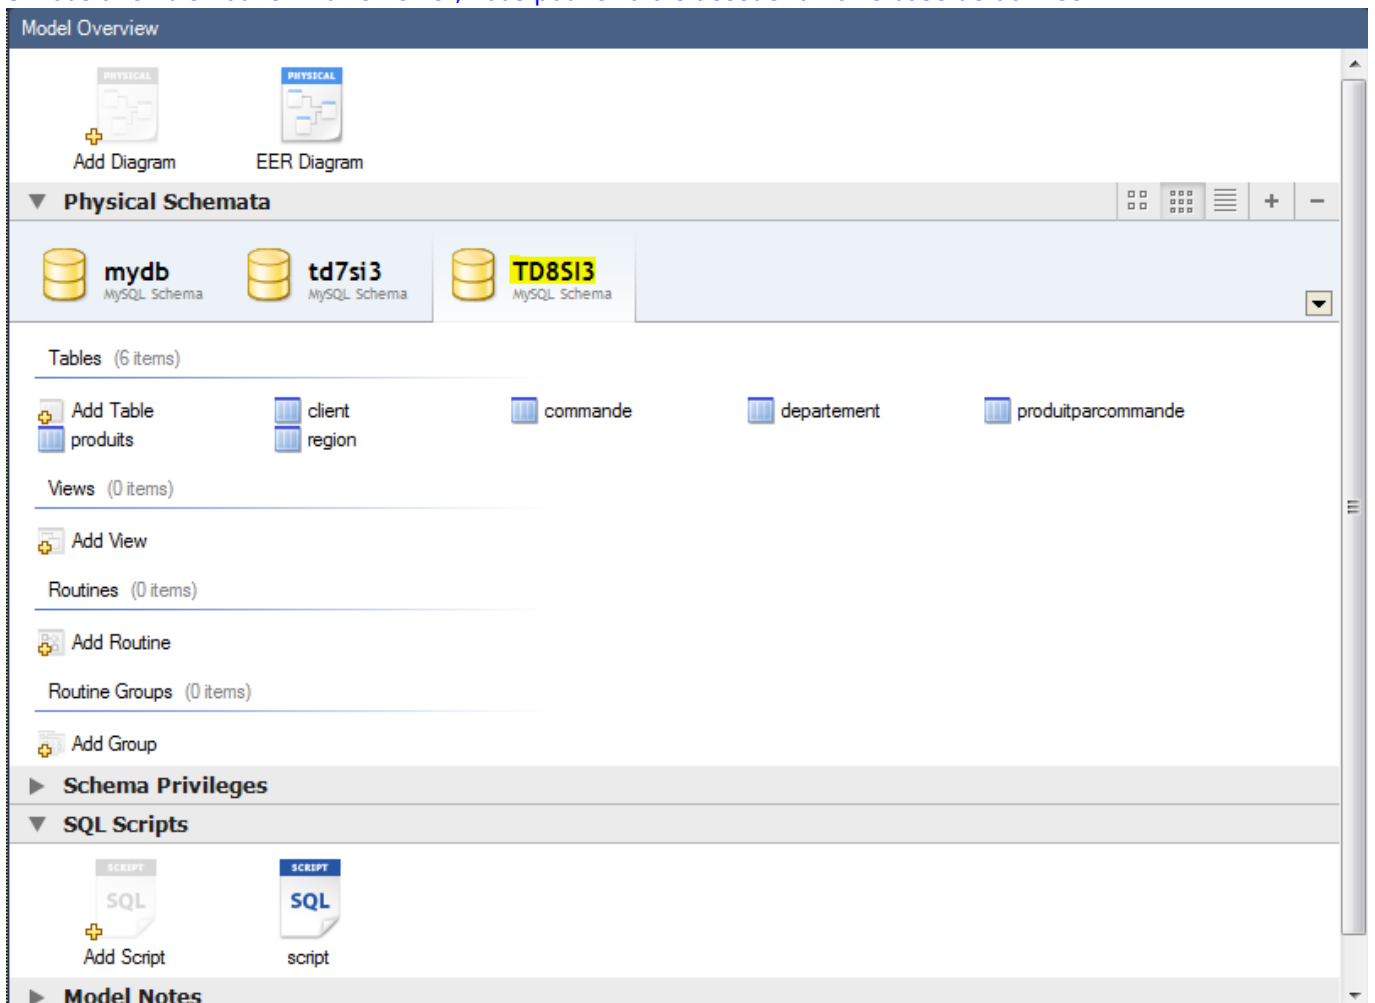 Model Overview
PHYSICAL
PHYSICAL
Add Diagram
EER Diagram
Physical Schemata
mydb
MySQL Schema
td7si3
MySQL Schema
TD8SI3
MySQL Schema
Tables (6 items)
Add Table client commande departement produitparcommande
produits region
Views (0 items)
Add View
Routines (0 items)
Add Routine
Routine Groups (0 items)
Add Group
Schema Privileges
SQL Scripts
SCRIPT
SQL
SCRIPT
SQL
Add Script
script
Model Notes